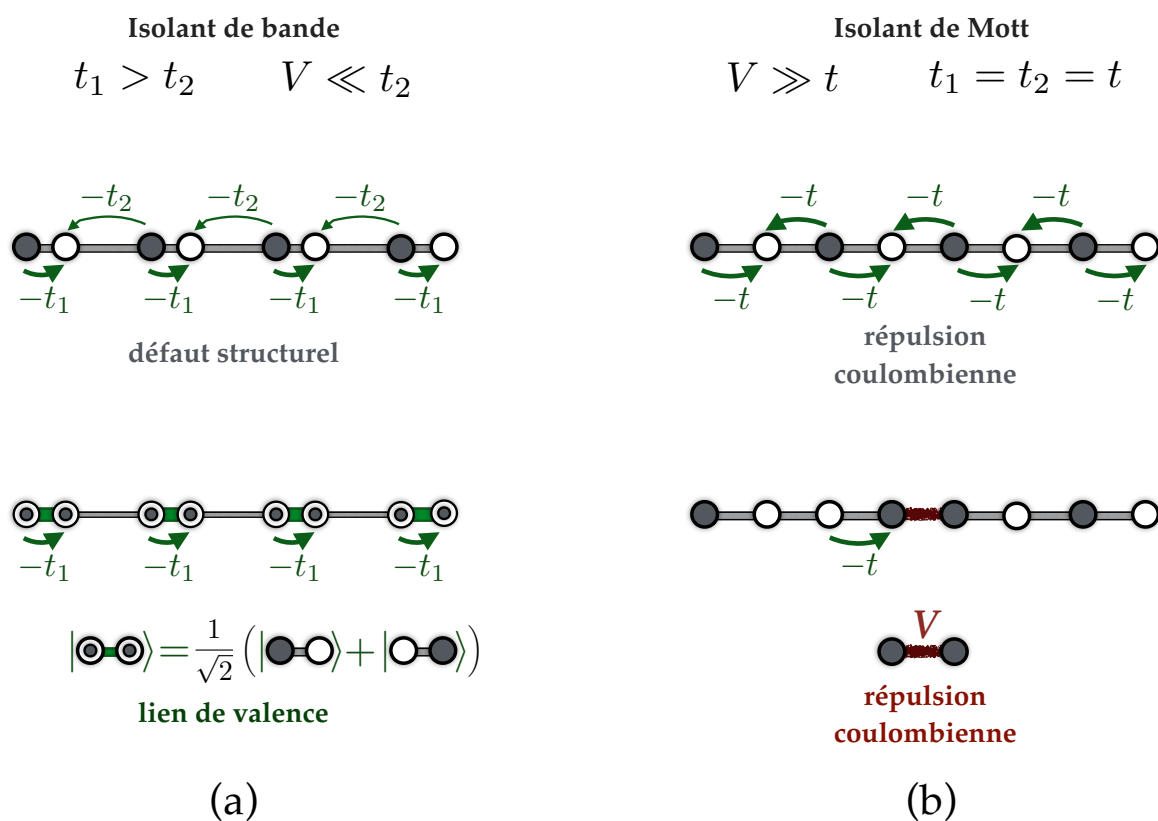 Isolant de bande
t₁ > t₂ V ≪ t₂
−t₂ −t₂ −t₂
−t₁ −t₁ −t₁ −t₁
défaut structurel
−t₁ −t₁ −t₁ −t₁
| ⟩ = 1/√2 ( | ⟩ + | ⟩ )
lien de valence
(a)
Isolant de Mott
V ≫ t t₁ = t₂ = t
−t −t −t
−t −t −t −t
répulsion
coulombienne
−t
V
répulsion
coulombienne
(b)